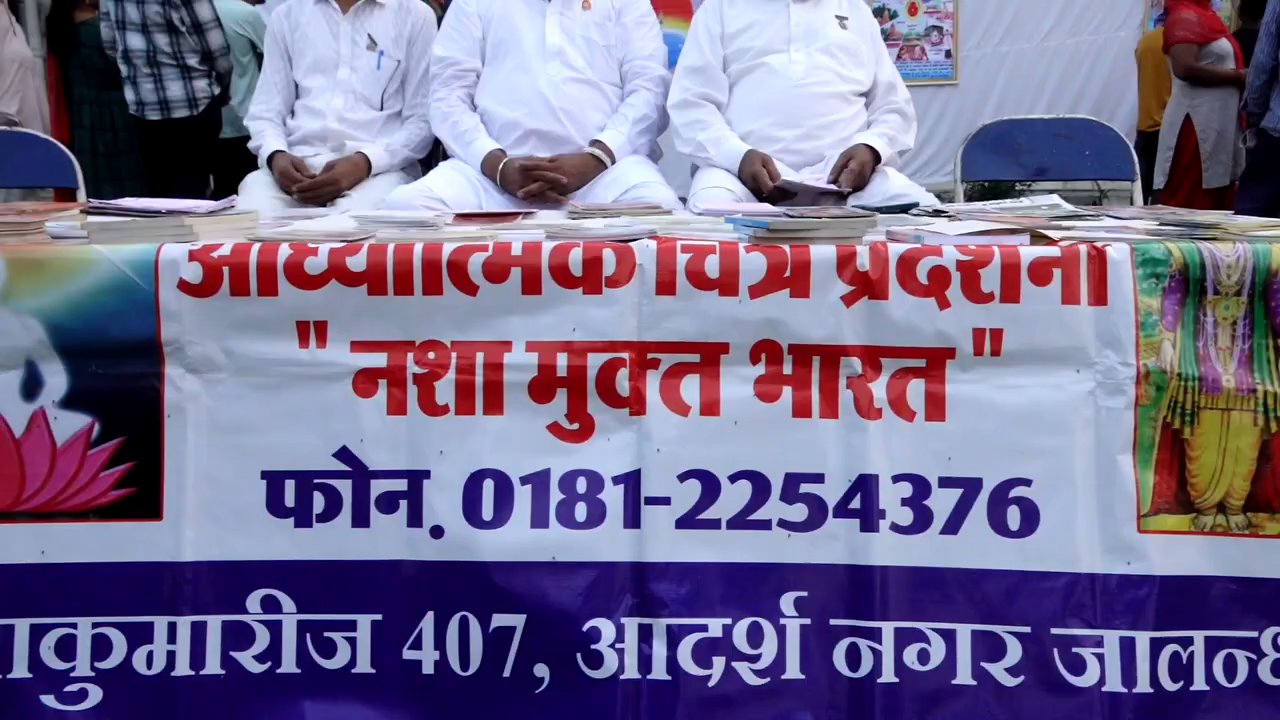 आध्यात्मिक चित्र प्रदर्शनी
" नशा मुक्त भारत "
फोन. 0181-2254376
407, आदर्श नगर